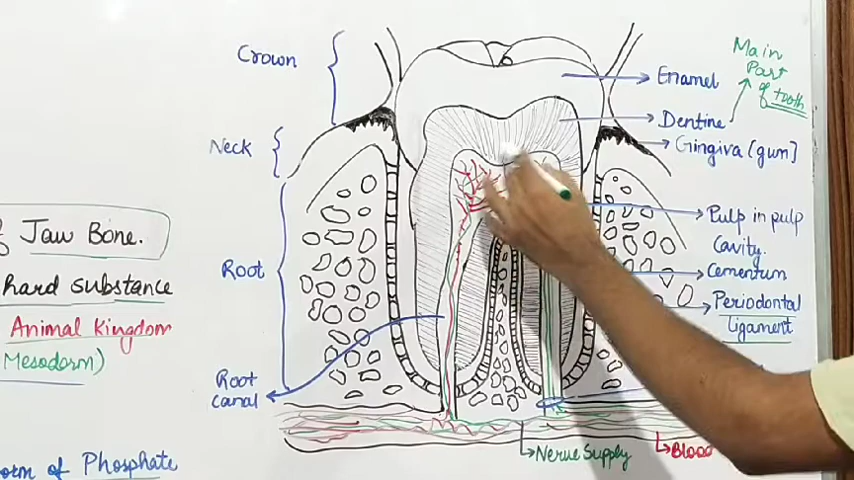 Jaw Bone.
hard substance
Animal kingdom
Mesoderm)
orm of Phosphate
Crown
Neck
Root
Root
canal
Enamel
Dentine
Main
Part
of tooth
Gingiva (gum)
Pulp in pulp
cavity.
Cementum
Periodontal
ligament
Nerve Supply
Blood